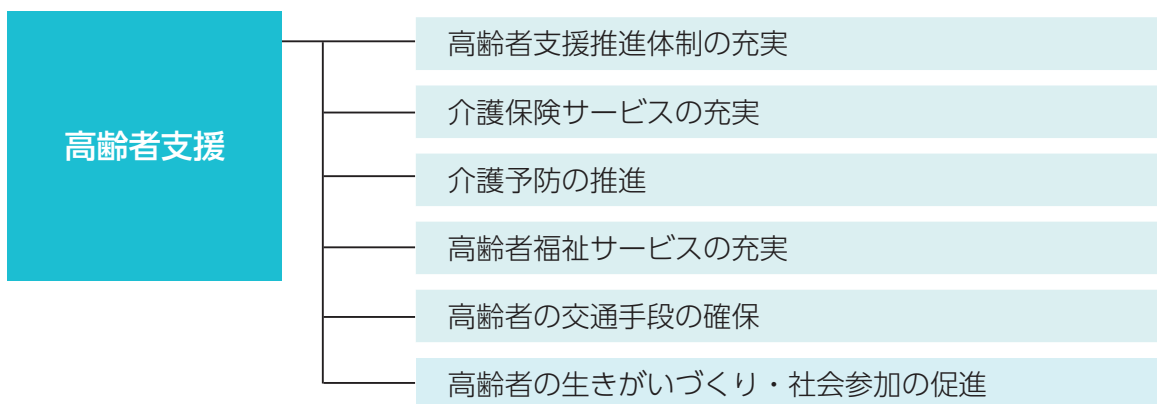 高齢者支援
高齢者支援推進体制の充実
介護保険サービスの充実
介護予防の推進
高齢者福祉サービスの充実
高齢者の交通手段の確保
高齢者の生きがいづくり・社会参加の促進